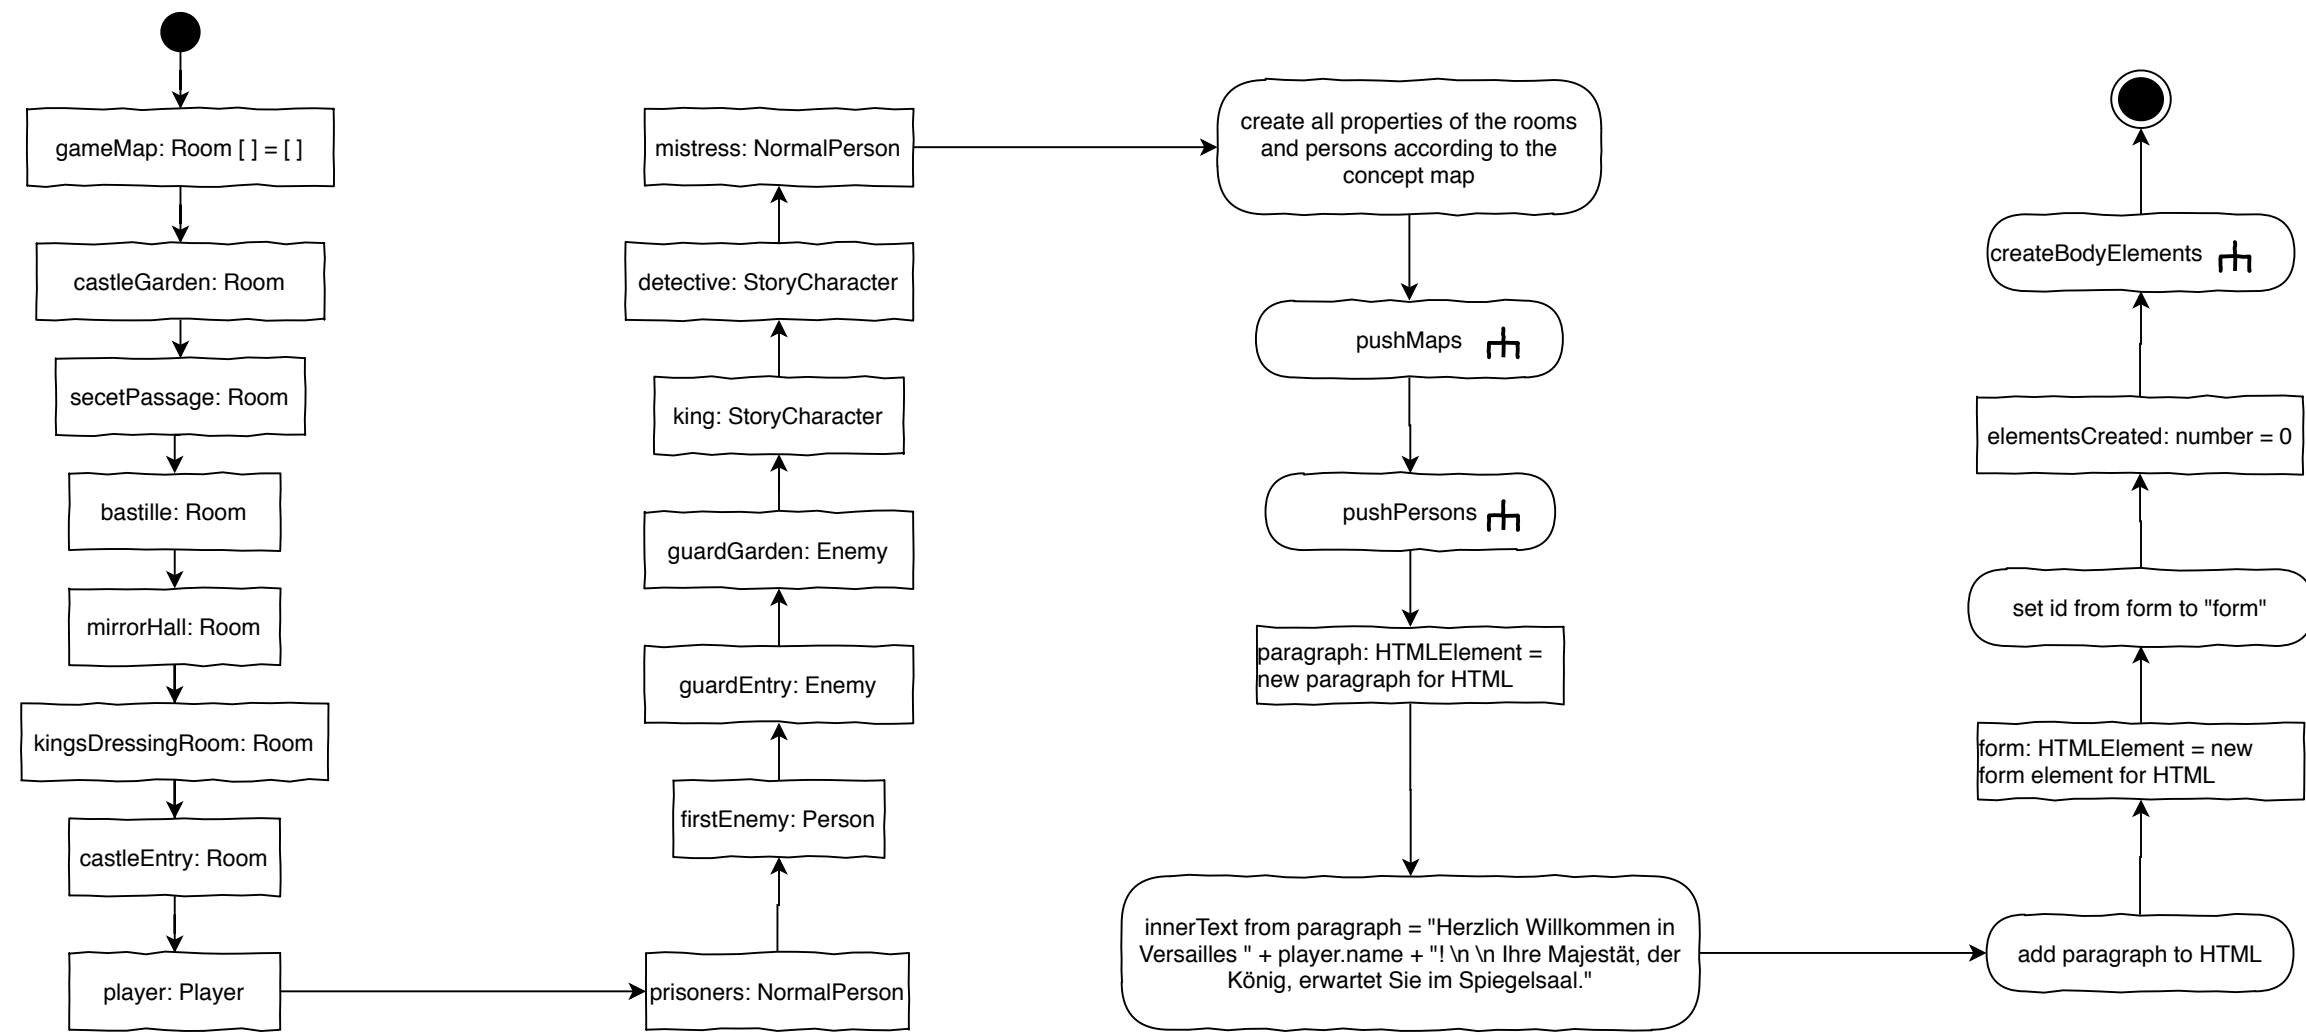 gameMap: Room [ ] = [ ]
castleGarden: Room
secetPassage: Room
bastille: Room
mirrorHall: Room
kingsDressingRoom: Room
castleEntry: Room
player: Player
prisoners: NormalPerson
firstEnemy: Person
guardEntry: Enemy
guardGarden: Enemy
king: StoryCharacter
detective: StoryCharacter
mistress: NormalPerson
create all properties of the rooms
and persons according to the
concept map
pushMaps
pushPersons
paragraph: HTMLElement =
new paragraph for HTML
innerText from paragraph = "Herzlich Willkommen in
Versailles " + player.name + "! \n \n Ihre Majestät, der
König, erwartet Sie im Spiegelsaal."
add paragraph to HTML
form: HTMLElement = new
form element for HTML
set id from form to "form"
elementsCreated: number = 0
createBodyElements